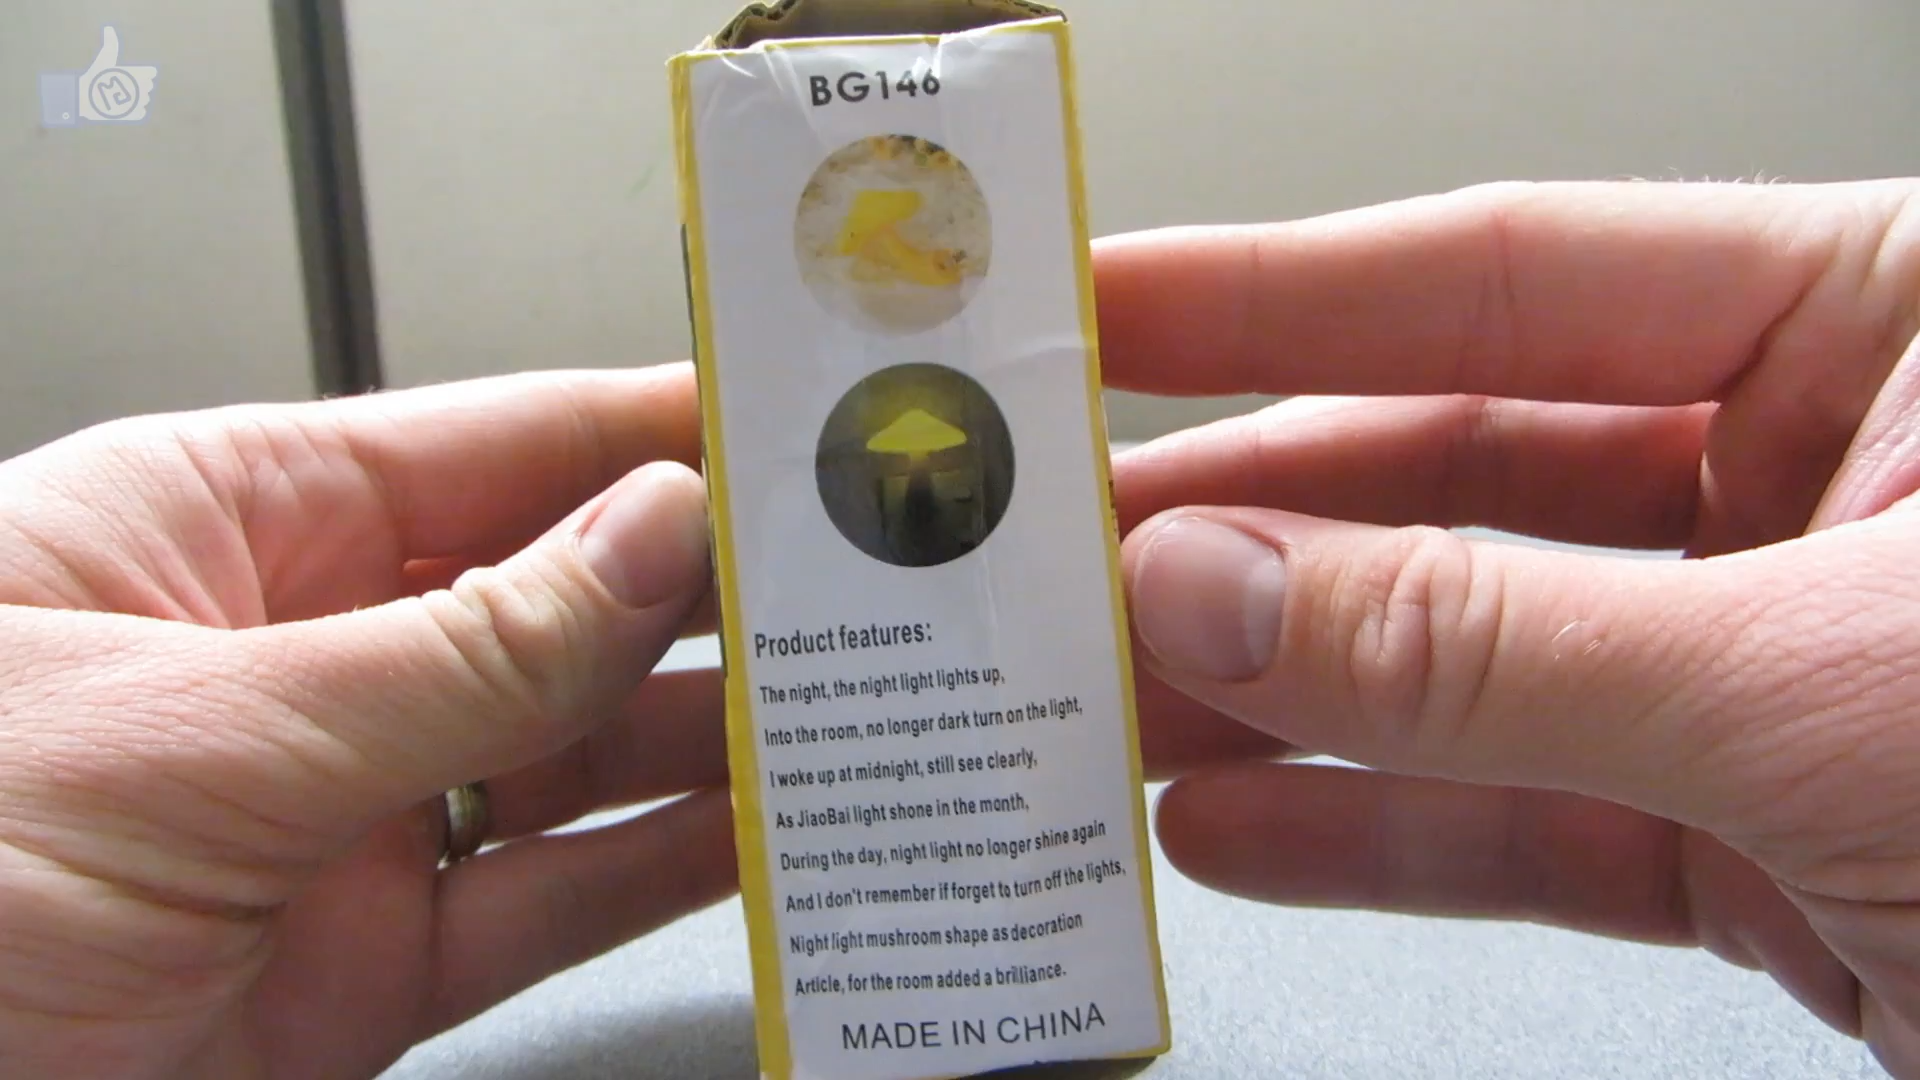 BG146
Product features:
The night, the night light lights up,
Into the room, no longer dark turn on the light,
I woke up at midnight, still see clearly,
As JiaoBai light shone in the month,
During the day, night light no longer shine again
And I don't remember if forget to turn off the lights,
Night light mushroom shape as decoration
Article, for the room added a brilliance.
MADE IN CHINA